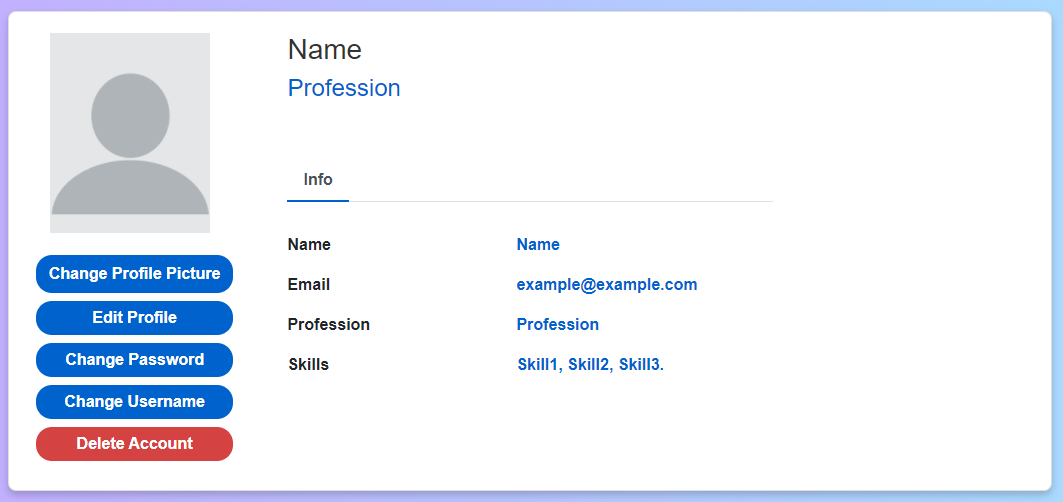 Name
Profession
Info
Name Name
Email example@example.com
Profession Profession
Skills Skill1, Skill2, Skill3.
Change Profile Picture
Edit Profile
Change Password
Change Username
Delete Account